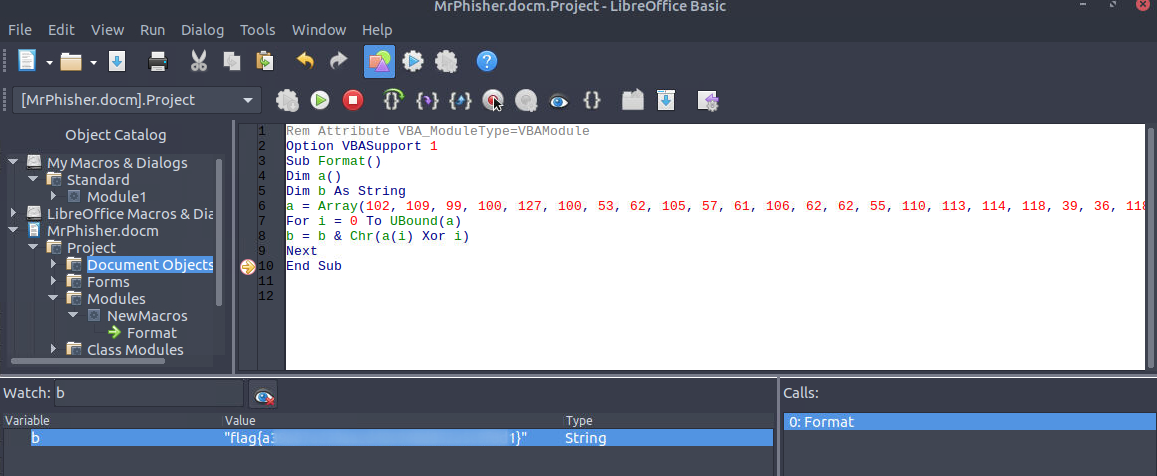 MrPhisher.docm.Project - LibreOffice Basic
File Edit View Run Dialog Tools Window Help
[MrPhisher.docm].Project
Object Catalog
My Macros & Dialogs
Standard
Module1
LibreOffice Macros & Dia
MrPhisher.docm
Project
Document Objects
Forms
Modules
NewMacros
Format
Class Modules
1 Rem Attribute VBA_ModuleType=VBAModule
2 Option VBASupport 1
3 Sub Format()
4 Dim a()
5 Dim b As String
6 a = Array(102, 109, 99, 100, 127, 100, 53, 62, 105, 57, 61, 106, 62, 62, 55, 110, 113, 114, 118, 39, 36, 118
7 For i = 0 To UBound(a)
8 b = b & Chr(a(i) Xor i)
9 Next
10 End Sub
11
12
Watch: b
Variable Value Type
b "flag{a3 1}" String
Calls:
0: Format